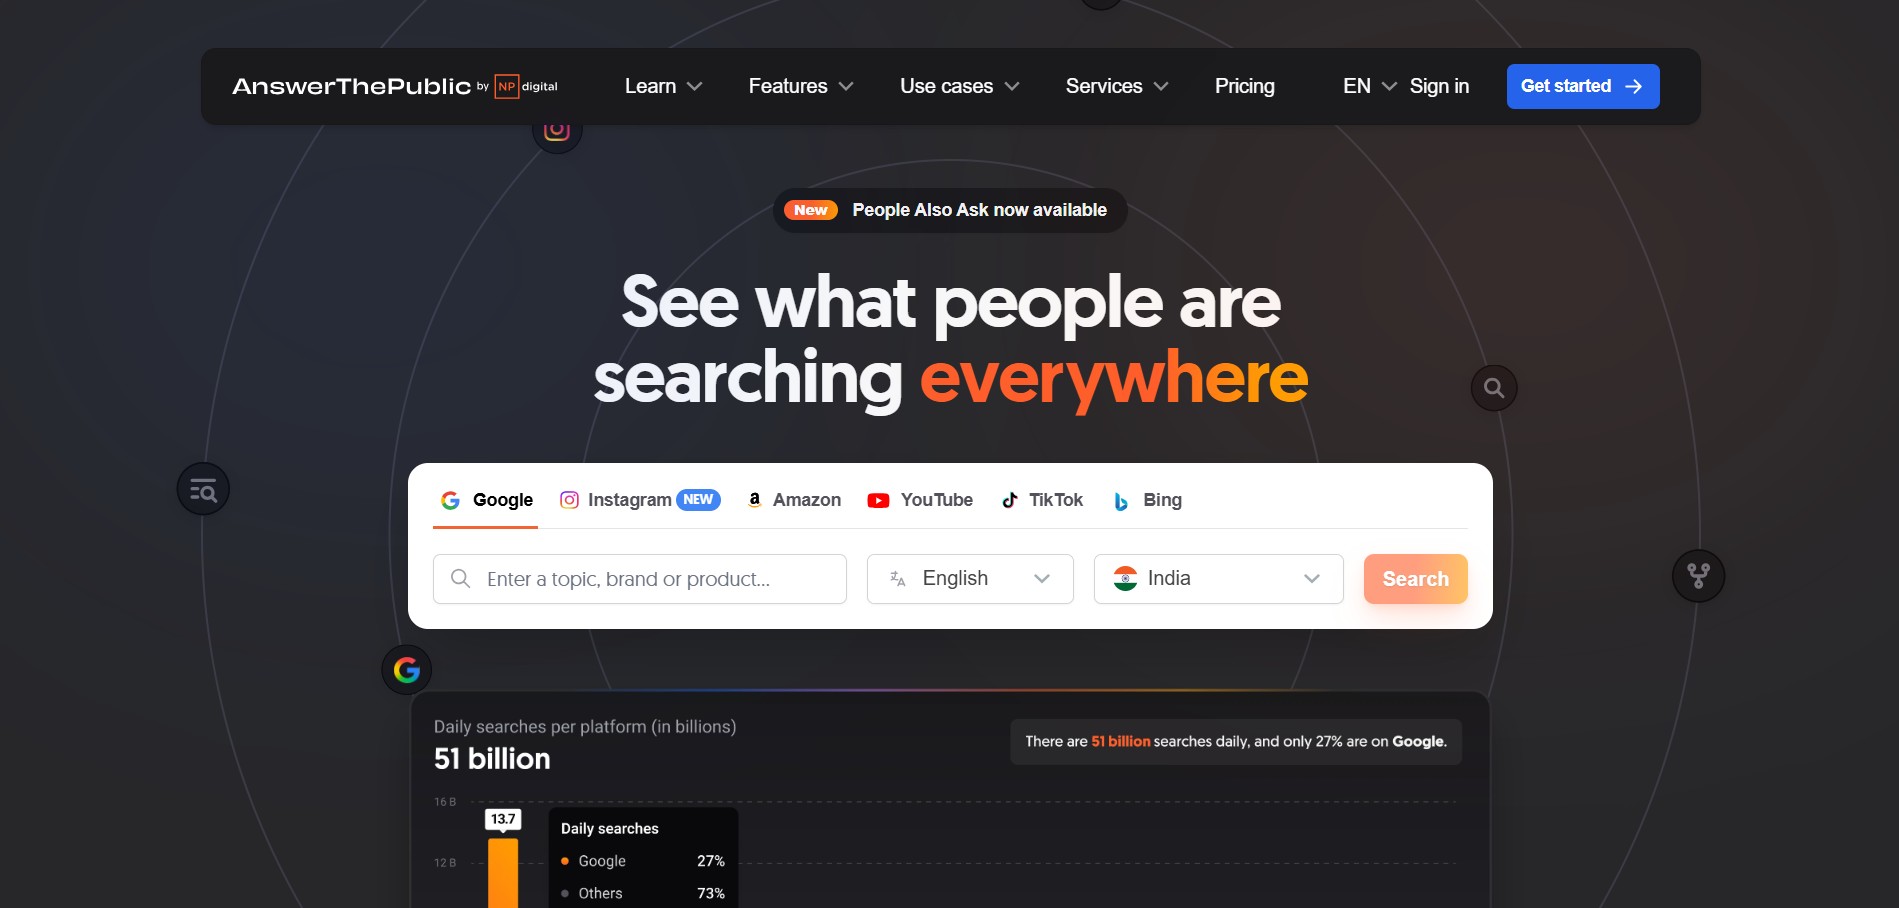 AnswerThePublic by NP digital
Learn Features Use cases Services Pricing EN Sign in Get started
New People Also Ask now available
See what people are
searching everywhere
Google Instagram NEW Amazon YouTube TikTok Bing
Enter a topic, brand or product... English India Search
Daily searches per platform (in billions)
51 billion
There are 51 billion searches daily, and only 27% are on Google.
16 B
13.7
Daily searches
12 B
Google 27%
Others 73%